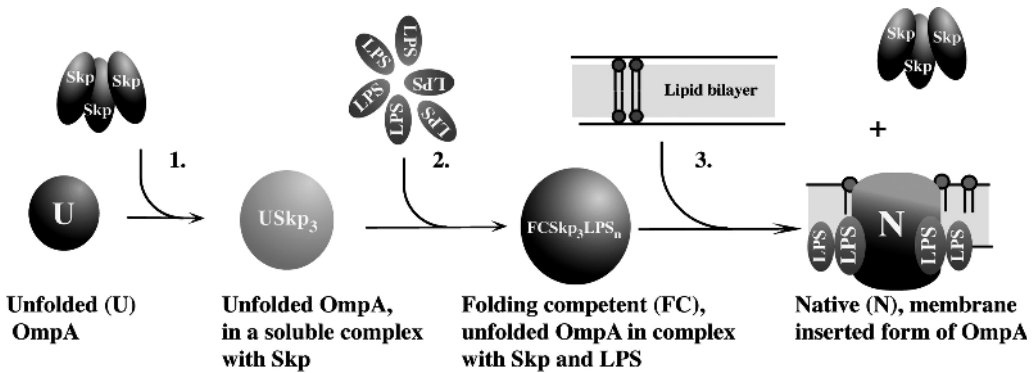 Skp
Skp
Skp
1.
U
LPS
LPS
LPS
LPS
LPS
LPS
LPS
2.
USkp3
Lipid bilayer
3.
FCSkp3LPSn
Skp
Skp
Skp
+
N
LPS
LPS
LPS
LPS
Unfolded (U)
OmpA
Unfolded OmpA,
in a soluble complex
with Skp
Folding competent (FC),
unfolded OmpA in complex
with Skp and LPS
Native (N), membrane
inserted form of OmpA